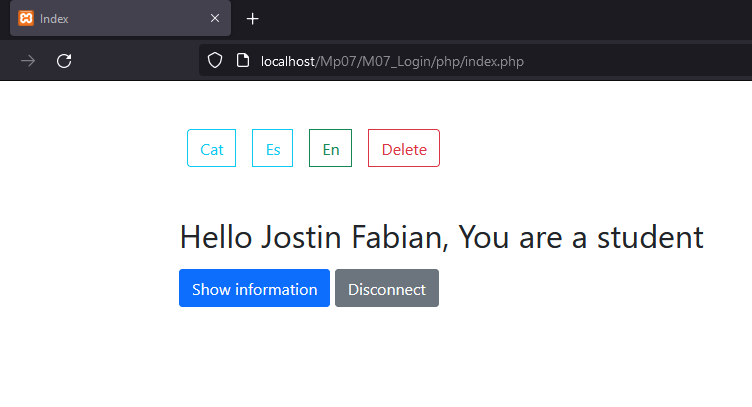 Index
localhost/Mp07/M07_Login/php/index.php
Cat Es En Delete
Hello Jostin Fabian, You are a student
Show information Disconnect